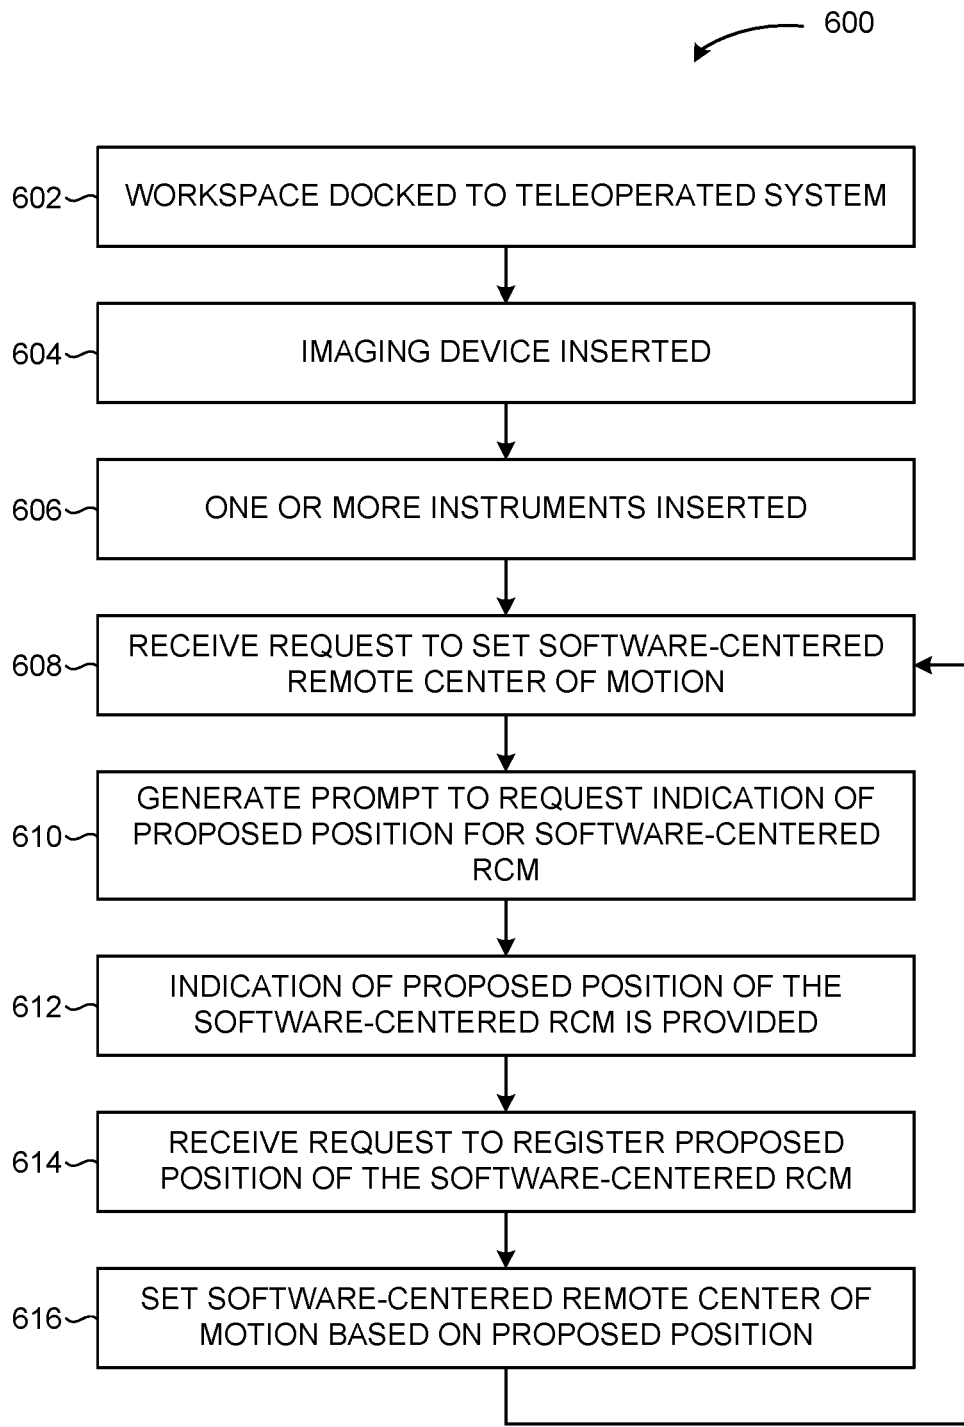 600
602
WORKSPACE DOCKED TO TELEOPERATED SYSTEM
604
IMAGING DEVICE INSERTED
606
ONE OR MORE INSTRUMENTS INSERTED
608
RECEIVE REQUEST TO SET SOFTWARE-CENTERED
REMOTE CENTER OF MOTION
610
GENERATE PROMPT TO REQUEST INDICATION OF
PROPOSED POSITION FOR SOFTWARE-CENTERED
RCM
612
INDICATION OF PROPOSED POSITION OF THE
SOFTWARE-CENTERED RCM IS PROVIDED
614
RECEIVE REQUEST TO REGISTER PROPOSED
POSITION OF THE SOFTWARE-CENTERED RCM
616
SET SOFTWARE-CENTERED REMOTE CENTER OF
MOTION BASED ON PROPOSED POSITION